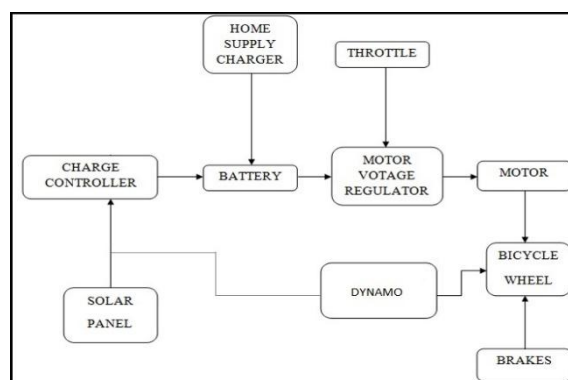 HOME
SUPPLY
CHARGER
THROTTLE
CHARGE
CONTROLLER
BATTERY
MOTOR
VOTAGE
REGULATOR
MOTOR
BICYCLE
WHEEL
DYNAMO
SOLAR
PANEL
BRAKES